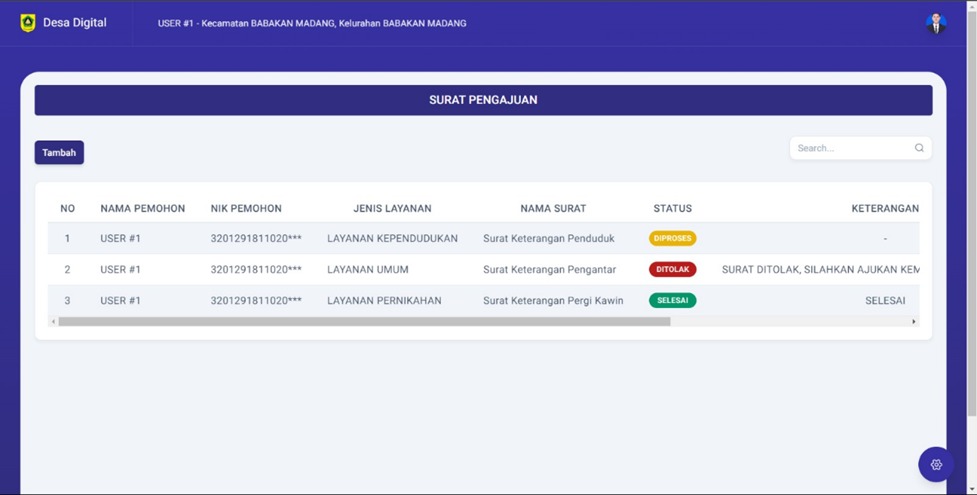 Desa Digital
USER #1 - Kecamatan BABAKAN MADANG, Kelurahan BABAKAN MADANG
SURAT PENGAJUAN
Tambah
Search...
NO NAMA PEMOHON NIK PEMOHON JENIS LAYANAN NAMA SURAT STATUS KETERANGAN
1 USER #1 3201291811020*** LAYANAN KEPENDUDUKAN Surat Keterangan Penduduk DIPROSES -
2 USER #1 3201291811020*** LAYANAN UMUM Surat Keterangan Pengantar DITOLAK SURAT DITOLAK, SILAHKAN AJUKAN KEM
3 USER #1 3201291811020*** LAYANAN PERNIKAHAN Surat Keterangan Pergi Kawin SELESAI SELESAI